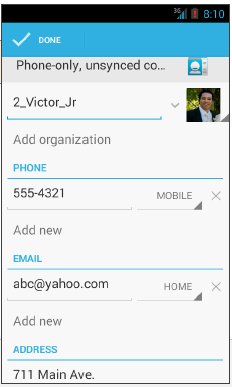 3G 8:10
DONE
Phone-only, unsynced co...
2_Victor_Jr
Add organization
PHONE
555-4321 MOBILE
Add new
EMAIL
abc@yahoo.com HOME
Add new
ADDRESS
711 Main Ave.